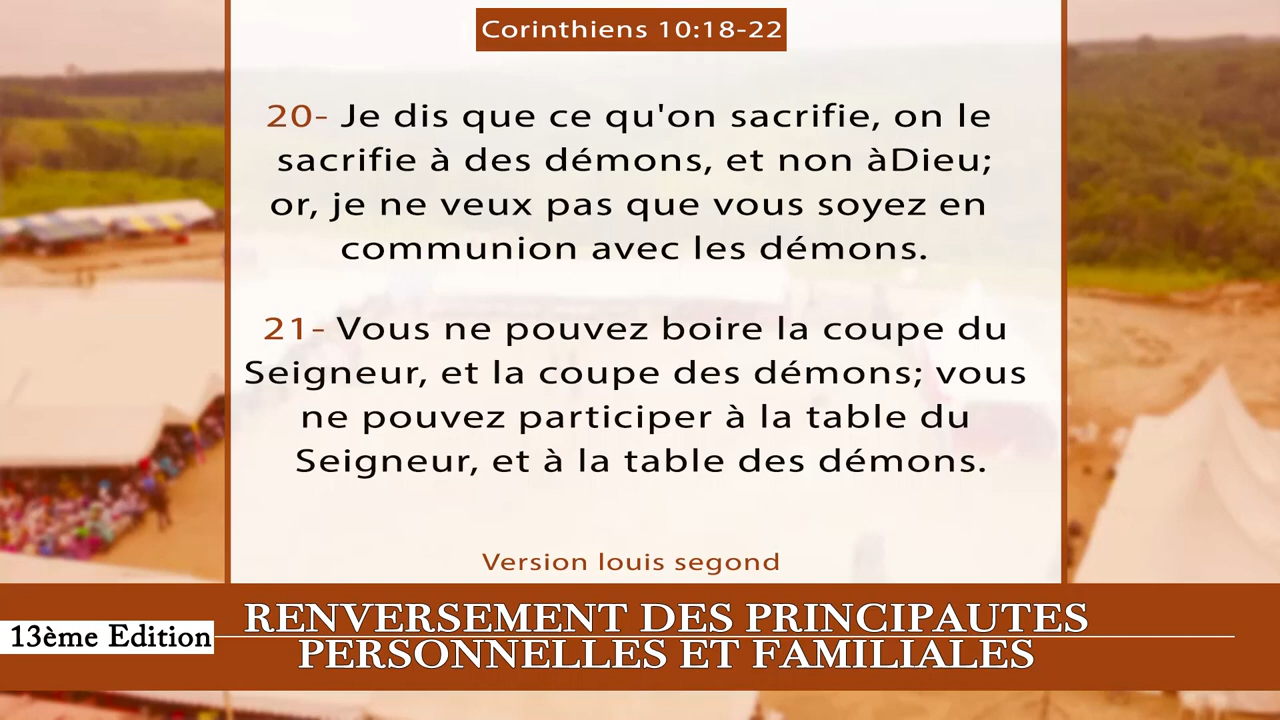 Corinthiens 10:18-22
20- Je dis que ce qu'on sacrifie, on le
sacrifie à des démons, et non àDieu;
or, je ne veux pas que vous soyez en
communion avec les démons.
21- Vous ne pouvez boire la coupe du
Seigneur, et la coupe des démons; vous
ne pouvez participer à la table du
Seigneur, et à la table des démons.
Version louis segond
13ème Edition
RENVERSEMENT DES PRINCIPAUTES
PERSONNELLES ET FAMILIALES